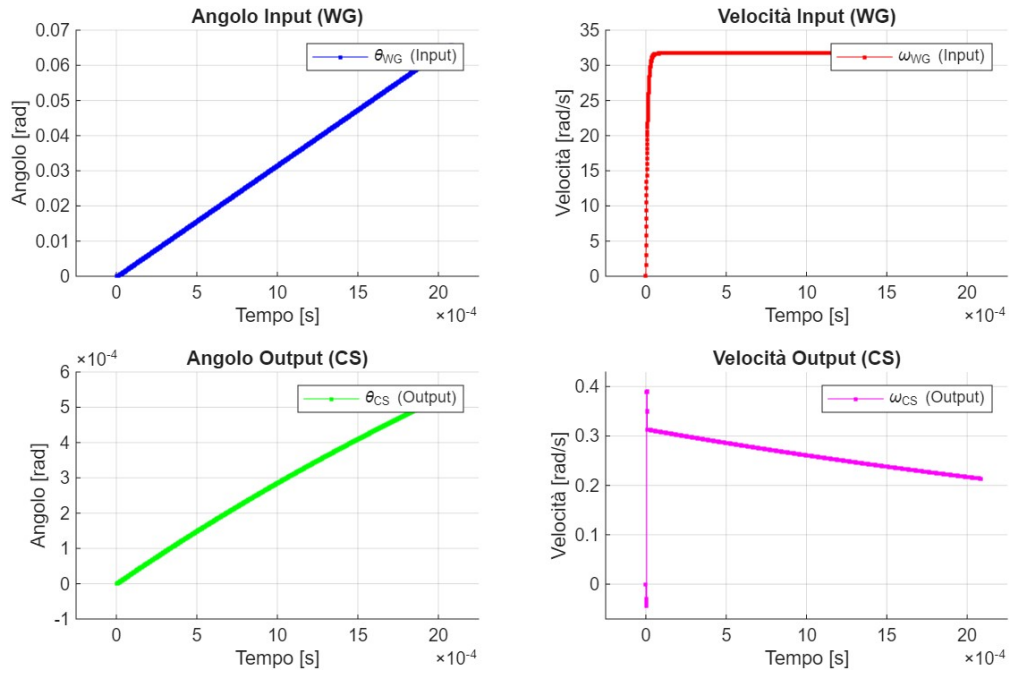 Angolo Input (WG)
0.07
0.06
0.05
0.04
0.03
0.02
0.01
0
Angolo [rad]
θWG (Input)
0 5 10 15 20
×10-4
Tempo [s]
Velocità Input (WG)
35
30
25
20
15
10
5
0
Velocità [rad/s]
ωWG (Input)
0 5 10 15 20
×10-4
Tempo [s]
Angolo Output (CS)
×10-4
6
5
4
3
2
1
0
-1
Angolo [rad]
θCS (Output)
0 5 10 15 20
×10-4
Tempo [s]
Velocità Output (CS)
0.4
0.3
0.2
0.1
0
Velocità [rad/s]
ωCS (Output)
0 5 10 15 20
×10-4
Tempo [s]